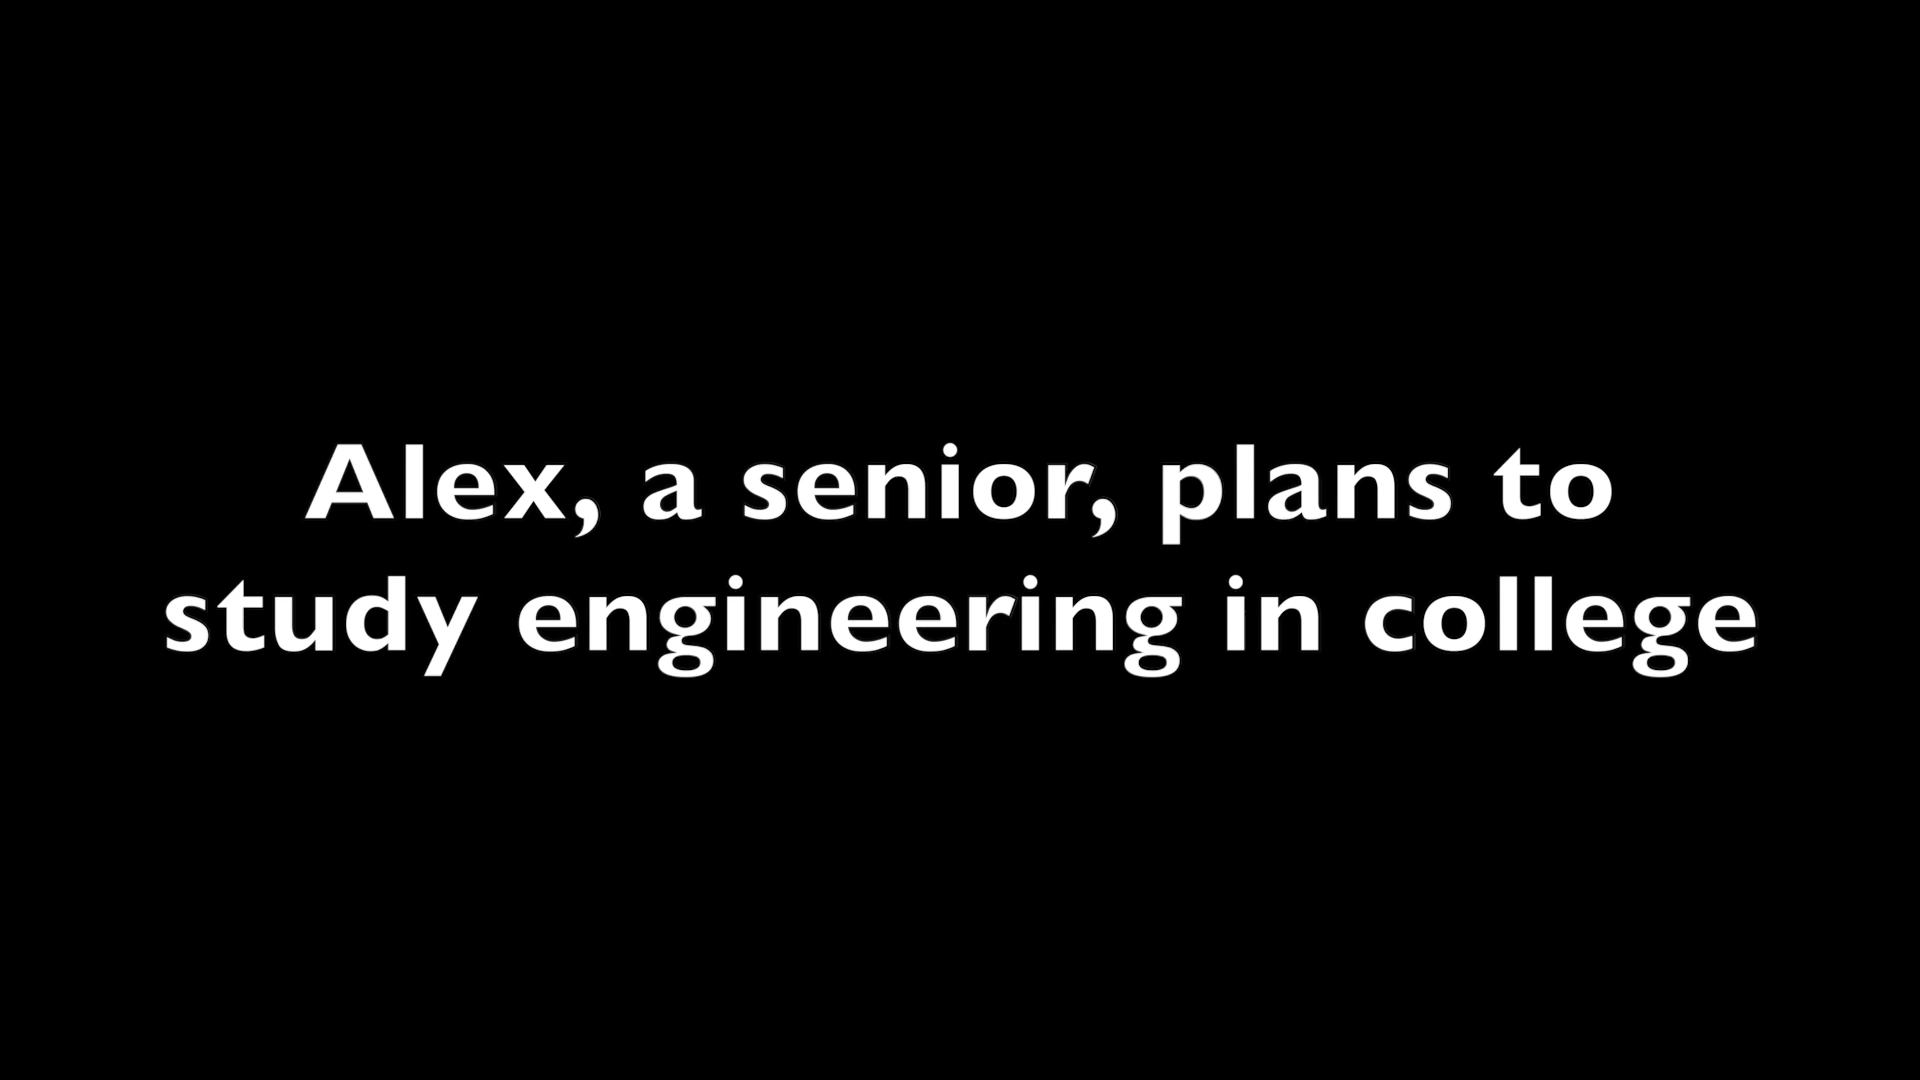 Alex, a senior, plans to
study engineering in college